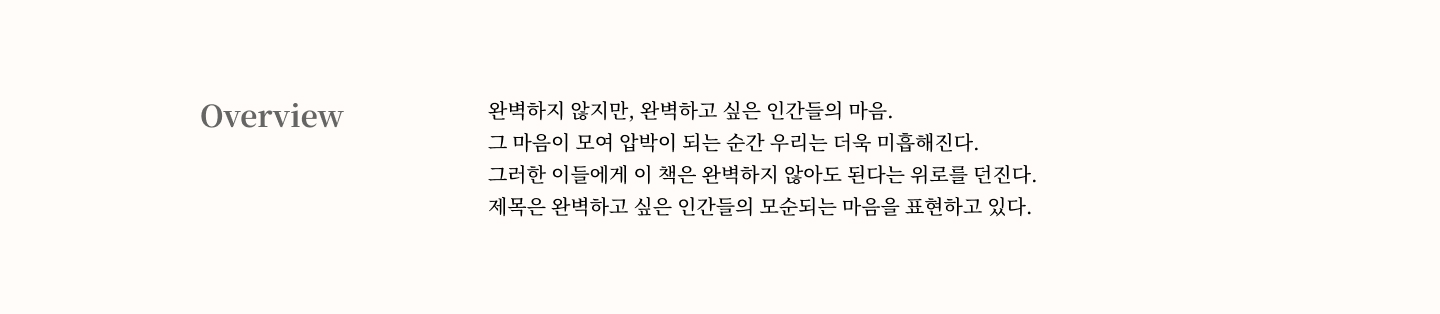 Overview
완벽하지 않지만, 완벽하고 싶은 인간들의 마음.
그 마음이 모여 압박이 되는 순간 우리는 더욱 미흡해진다.
그러한 이들에게 이 책은 완벽하지 않아도 된다는 위로를 던진다.
제목은 완벽하고 싶은 인간들의 모순되는 마음을 표현하고 있다.